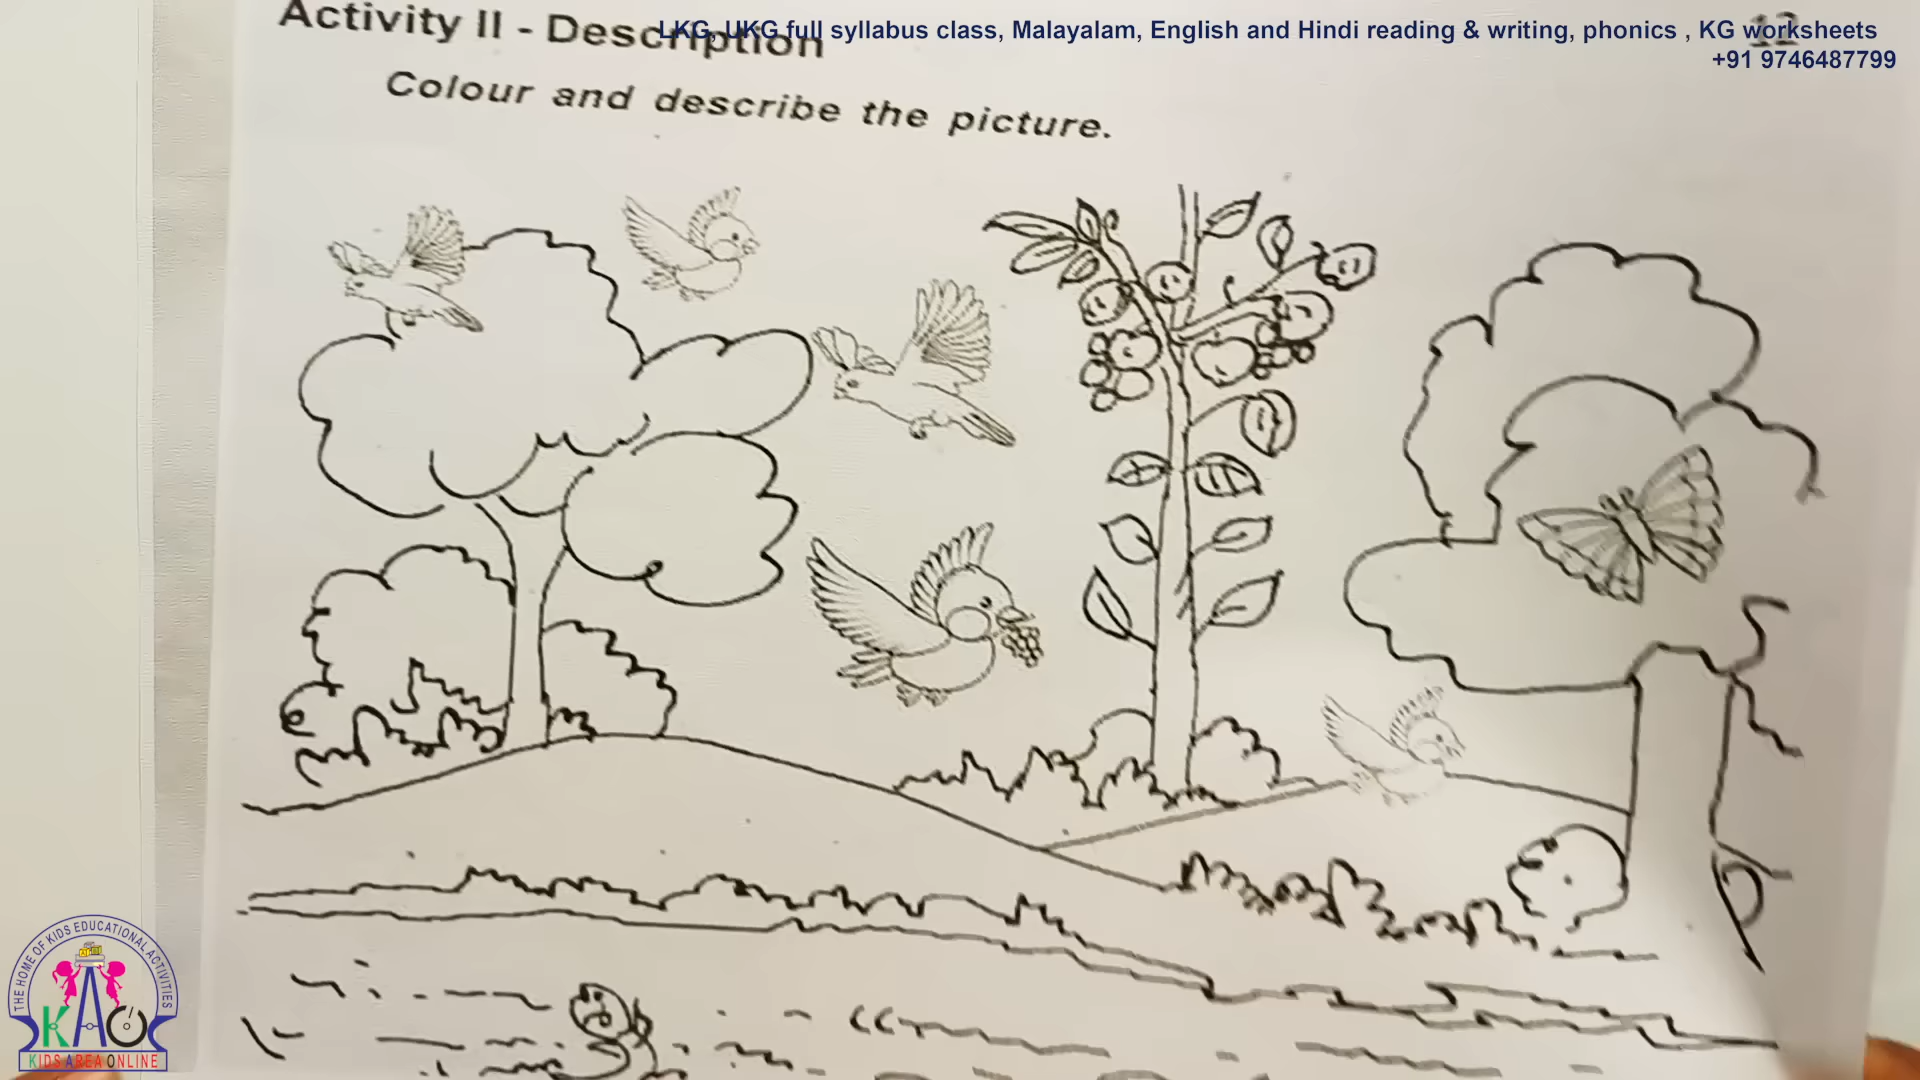 LKG, UKG full syllabus class, Malayalam, English and Hindi reading & writing, phonics , KG worksheets
+91 9746487799
12
Activity II - Description
Colour and describe the picture.
THE HOME OF KIDS EDUCATIONAL ACTIVITIES
KAO
KIDS AREA ONLINE